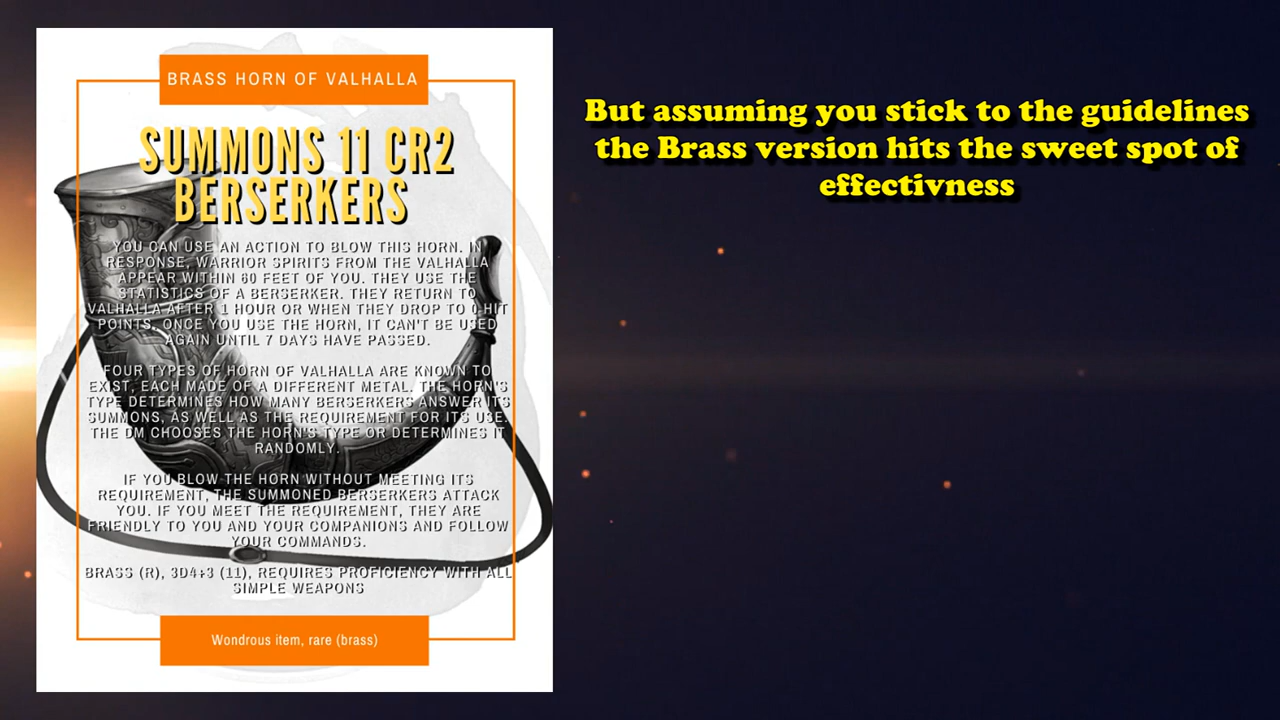 BRASS HORN OF VALHALLA
SUMMONS 11 CR2
BERSERKERS
YOU CAN USE AN ACTION TO BLOW THIS HORN. IN
RESPONSE, WARRIOR SPIRITS FROM THE VALHALLA
APPEAR WITHIN 60 FEET OF YOU. THEY USE THE
STATISTICS OF A BERSERKER. THEY RETURN TO
VALHALLA AFTER 1 HOUR OR WHEN THEY DROP TO 0 HIT
POINTS. ONCE YOU USE THE HORN, IT CAN'T BE USED
AGAIN UNTIL 7 DAYS HAVE PASSED.
FOUR TYPES OF HORN OF VALHALLA ARE KNOWN TO
EXIST, EACH MADE OF A DIFFERENT METAL. THE HORN'S
TYPE DETERMINES HOW MANY BERSERKERS ANSWER ITS
SUMMONS, AS WELL AS THE REQUIREMENT FOR ITS USE.
THE DM CHOOSES THE HORN'S TYPE OR DETERMINES IT
RANDOMLY.
IF YOU BLOW THE HORN WITHOUT MEETING ITS
REQUIREMENT, THE SUMMONED BERSERKERS ATTACK
YOU. IF YOU MEET THE REQUIREMENT, THEY ARE
FRIENDLY TO YOU AND YOUR COMPANIONS AND FOLLOW
YOUR COMMANDS.
BRASS (R), 3D4+3 (11), REQUIRES PROFICIENCY WITH ALL
SIMPLE WEAPONS
Wondrous item, rare (brass)
But assuming you stick to the guidelines
the Brass version hits the sweet spot of
effectivness